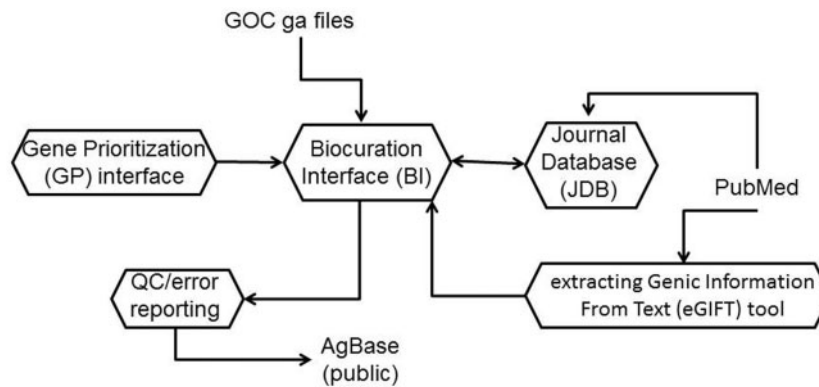 GOC ga files
Gene Prioritization
(GP) interface
Biocuration
Interface (BI)
Journal
Database
(JDB)
PubMed
QC/error
reporting
extracting Genic Information
From Text (eGIFT) tool
AgBase
(public)